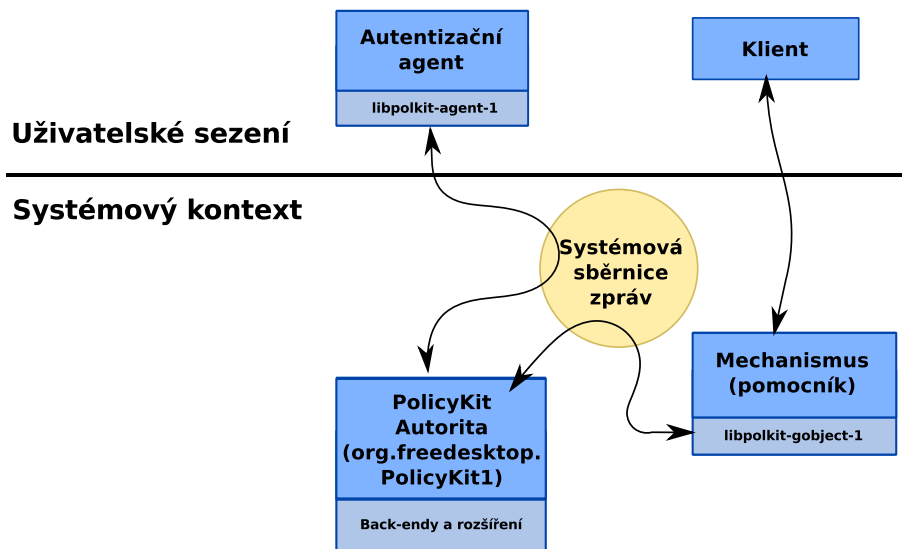 Autentizační
agent
libpolkit-agent-1
Klient
Uživatelské sezení
Systémový kontext
Systémová
sběrnice
zpráv
Mechanismus
(pomocník)
libpolkit-gobject-1
PolicyKit
Autorita
(org.freedesktop.
PolicyKit1)
Back-endy a rozšíření